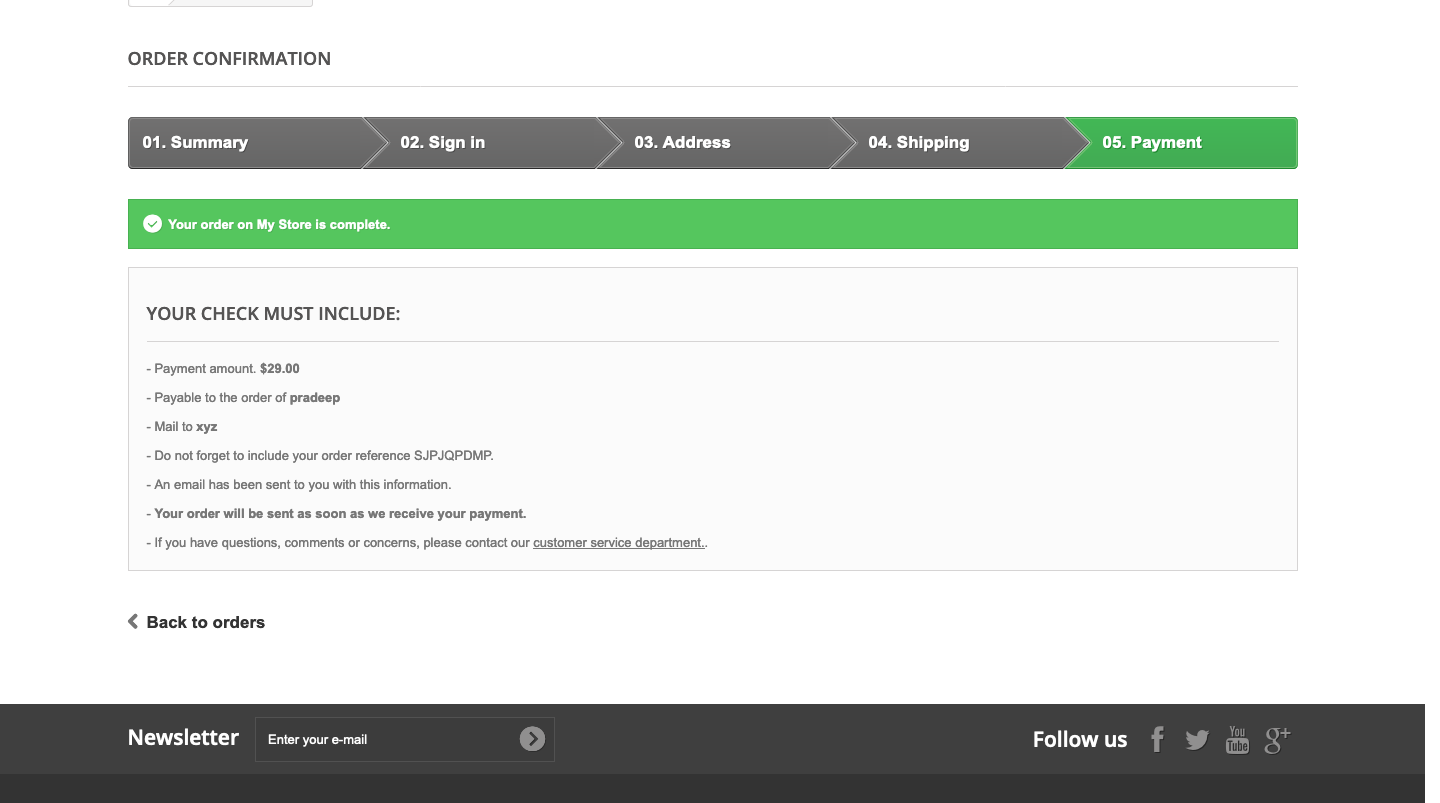 ORDER CONFIRMATION
01. Summary
02. Sign in
03. Address
04. Shipping
05. Payment
Your order on My Store is complete.
YOUR CHECK MUST INCLUDE:
- Payment amount. $29.00
- Payable to the order of pradeep
- Mail to xyz
- Do not forget to include your order reference SJPJQPDMP.
- An email has been sent to you with this information.
- Your order will be sent as soon as we receive your payment.
- If you have questions, comments or concerns, please contact our customer service department..
Back to orders
Newsletter
Enter your e-mail
Follow us
You
Tube
g+